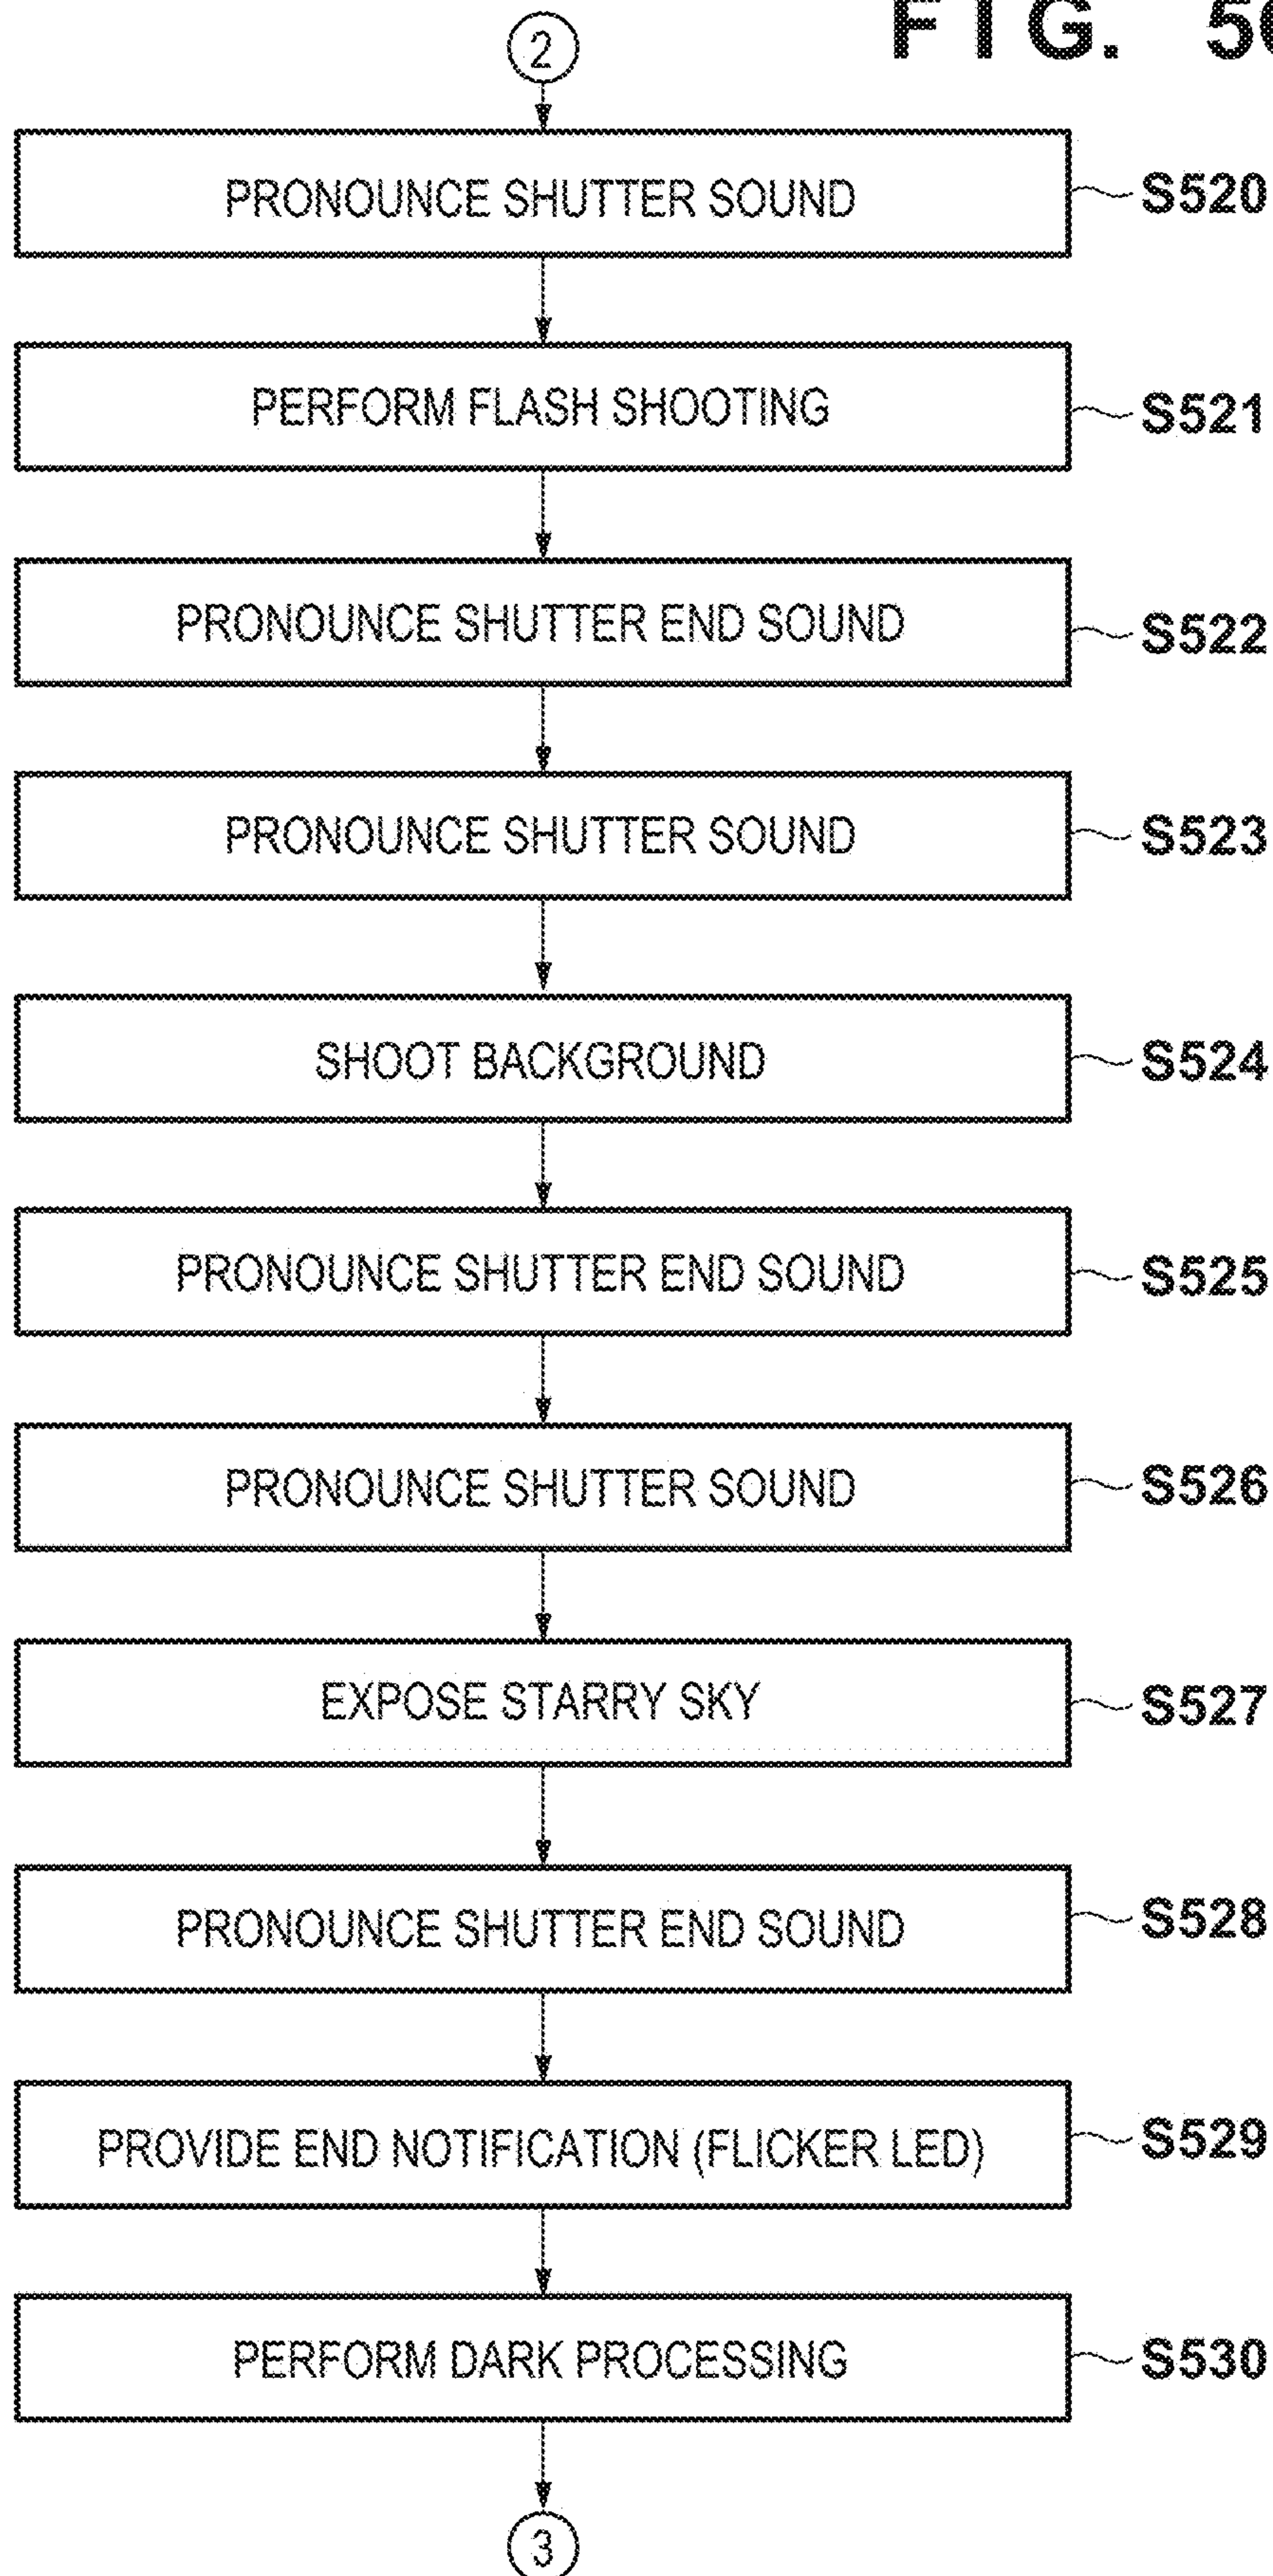 FIG. 5
2
PRONOUNCE SHUTTER SOUND S520
PERFORM FLASH SHOOTING S521
PRONOUNCE SHUTTER END SOUND S522
PRONOUNCE SHUTTER SOUND S523
SHOOT BACKGROUND S524
PRONOUNCE SHUTTER END SOUND S525
PRONOUNCE SHUTTER SOUND S526
EXPOSE STARRY SKY S527
PRONOUNCE SHUTTER END SOUND S528
PROVIDE END NOTIFICATION (FLICKER LED) S529
PERFORM DARK PROCESSING S530
3